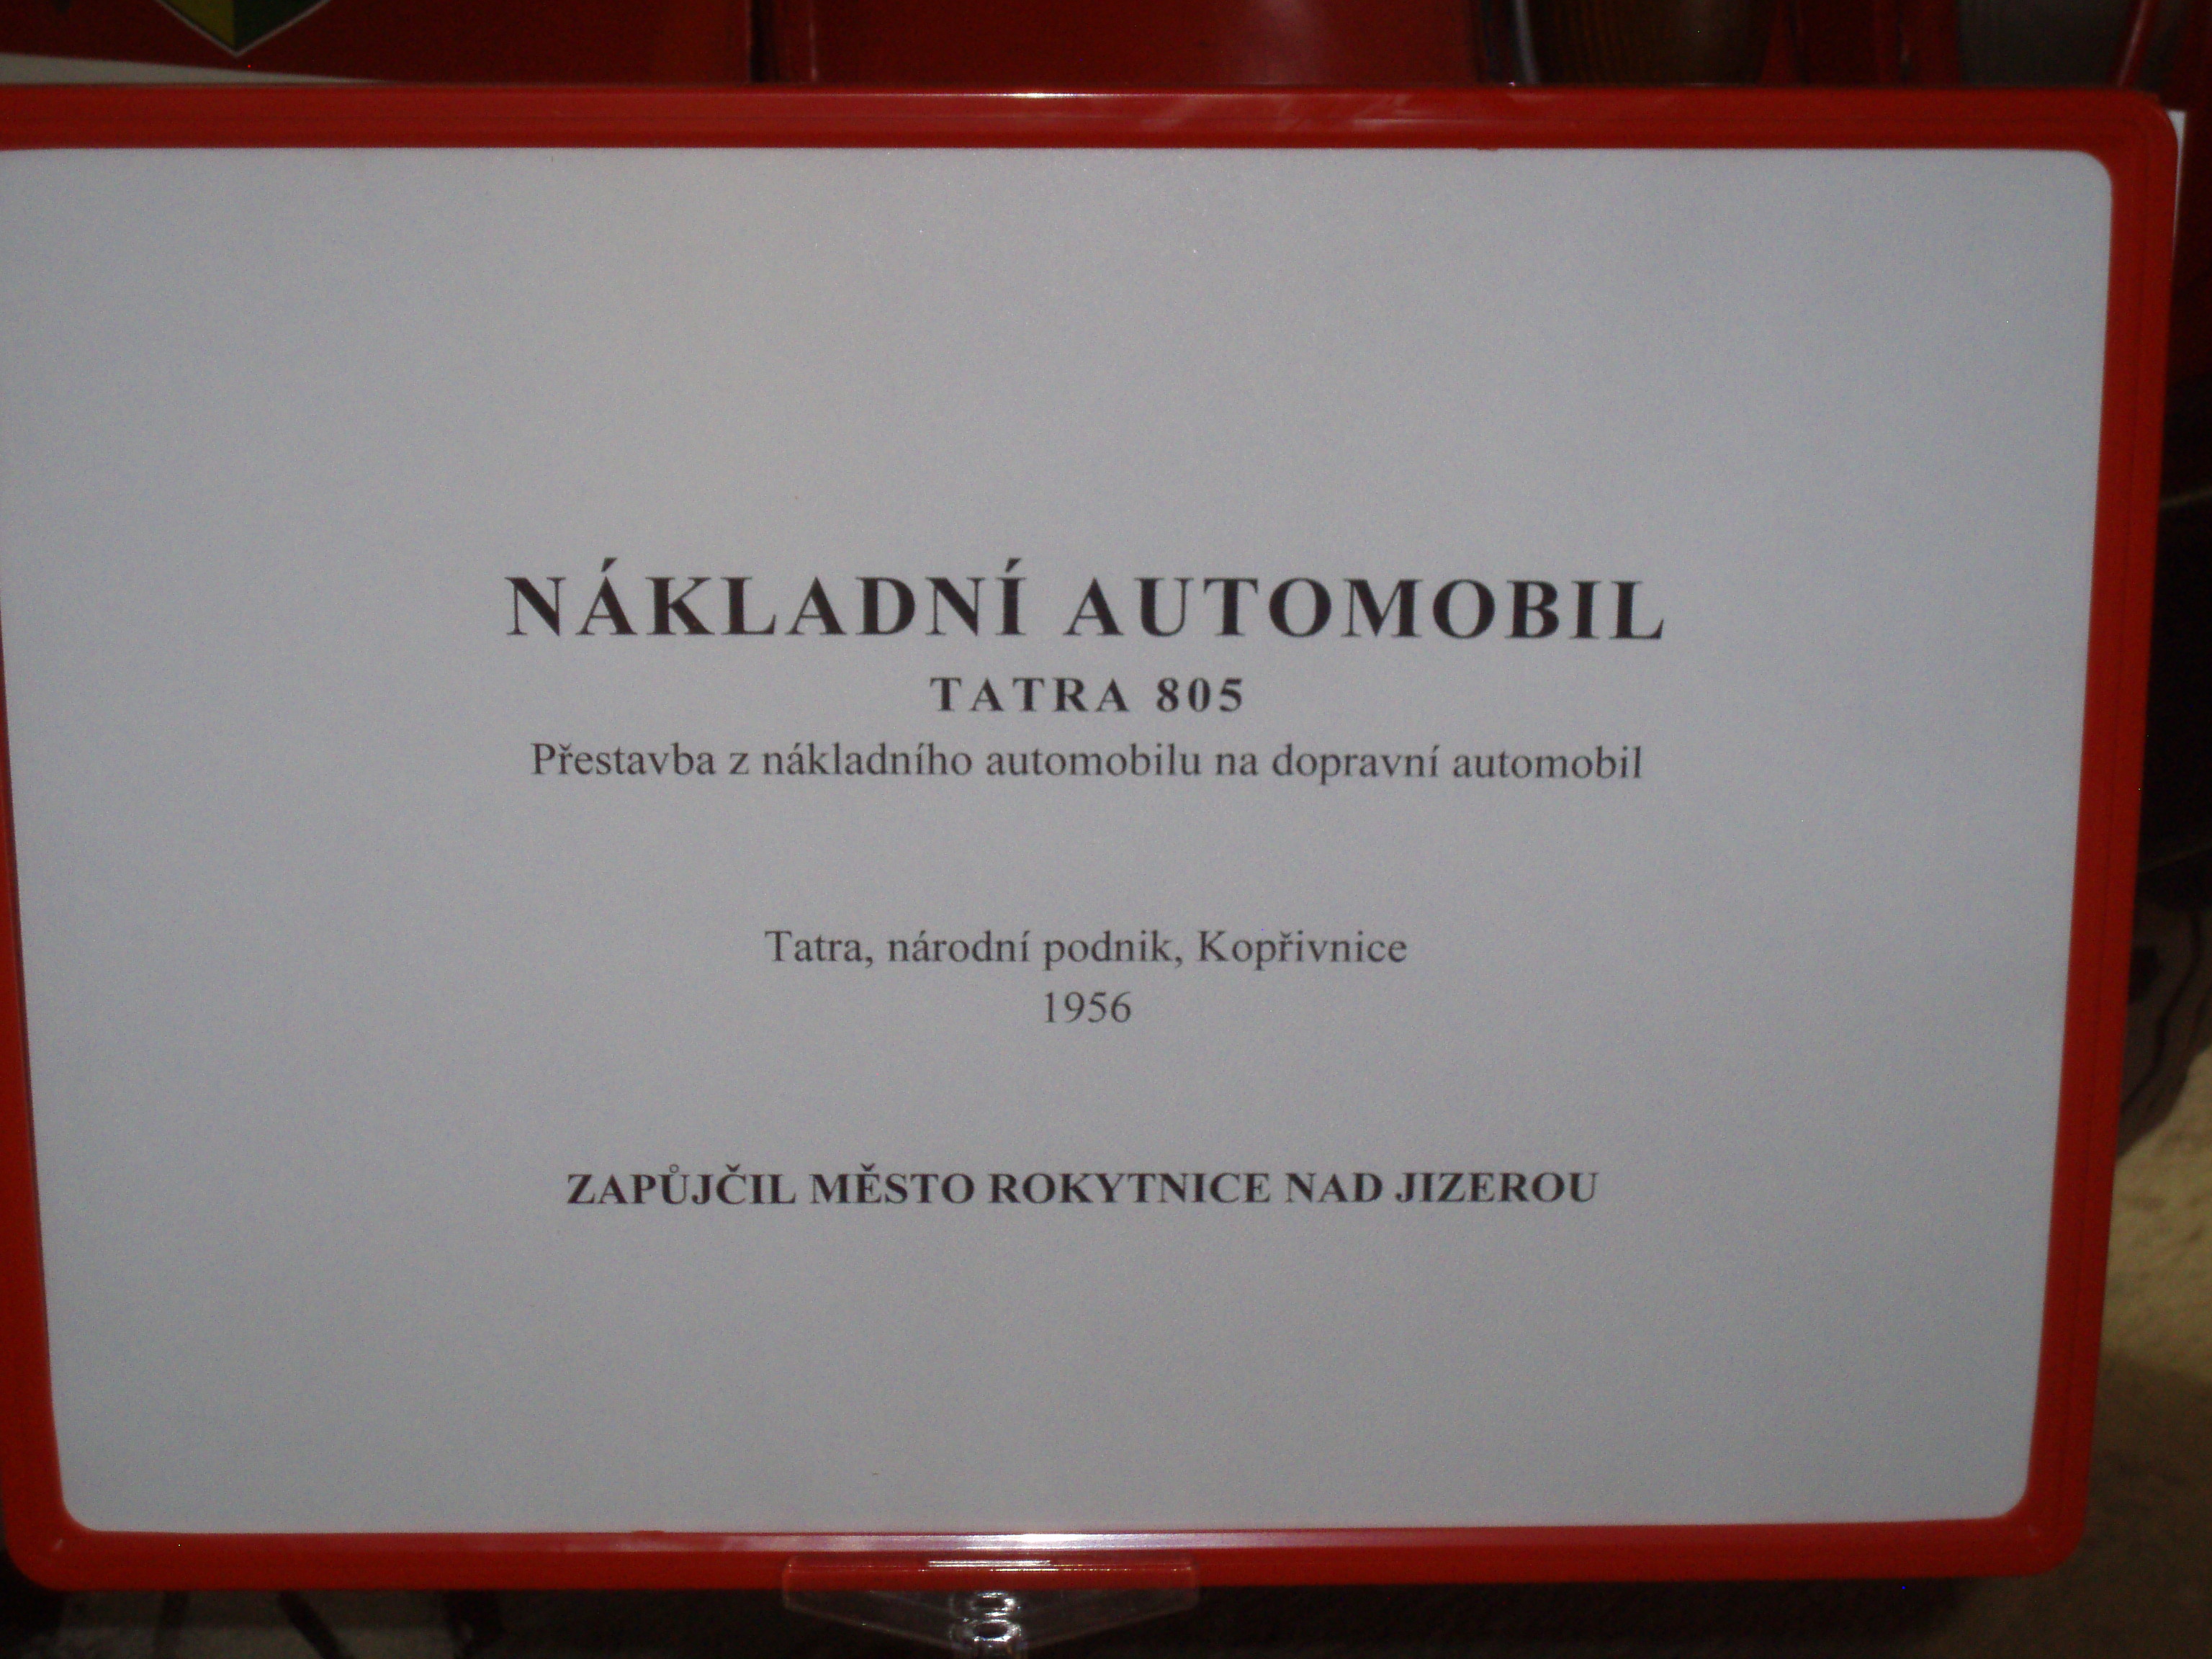 NÁKLADNÍ AUTOMOBIL
TATRA 805
Přestavba z nákladního automobilu na dopravní automobil
Tatra, národní podnik, Kopřivnice
1956
ZAPŮJČIL MĚSTO ROKYTNICE NAD JIZEROU